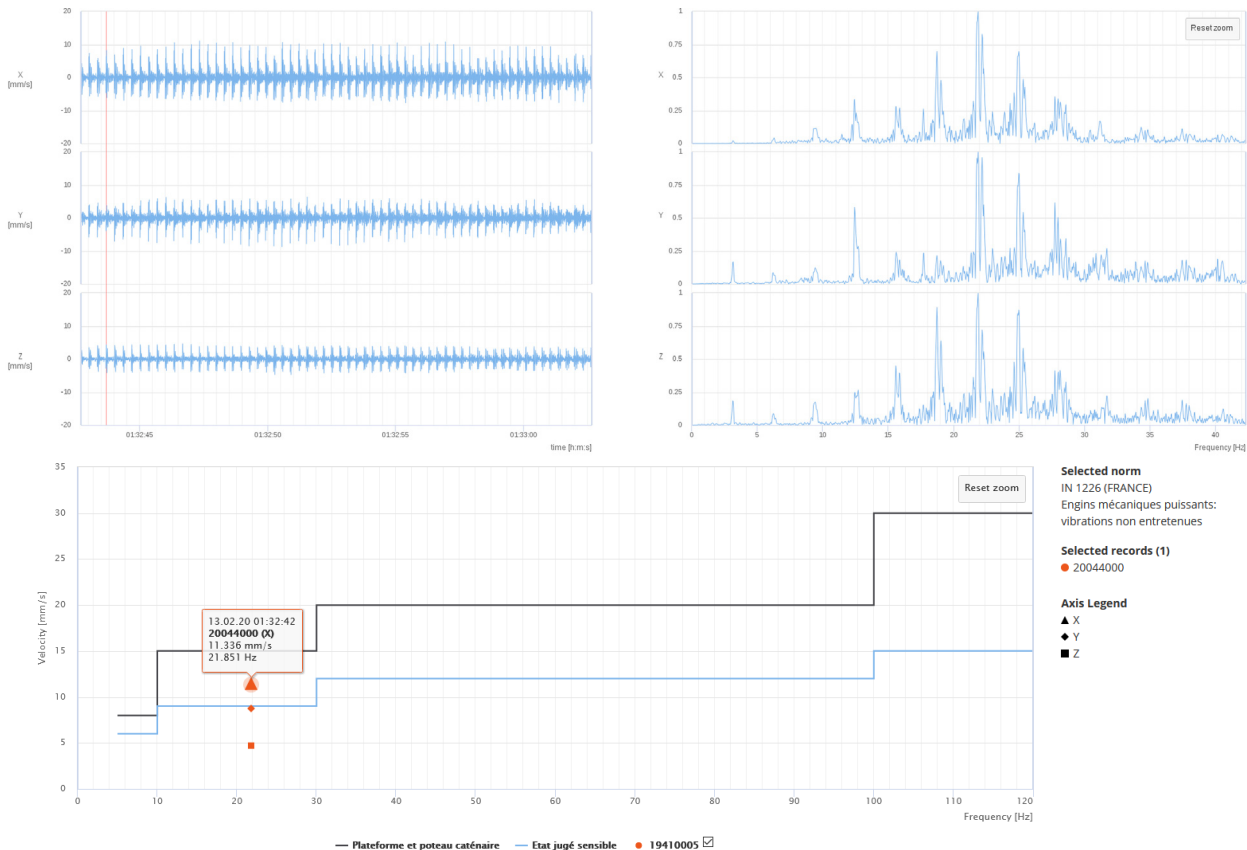 20
10
X
[mm/s]
0
-10
-20
20
10
Y
[mm/s]
0
-10
-20
20
10
Z
[mm/s]
0
-10
-20
01:32:45
01:32:50
01:32:55
01:33:00
time [h:m:s]
1
0.75
X
0.5
0.25
0
1
0.75
Y
0.5
0.25
0
1
0.75
Z
0.5
0.25
0
5
10
15
20
25
30
35
40
Frequency [Hz]
Reset zoom
35
30
25
20
15
10
5
0
Velocity [mm/s]
Reset zoom
13.02.20 01:32:42
20044000 (X)
11.336 mm/s
21.851 Hz
0
10
20
30
40
50
60
70
80
90
100
110
120
Frequency [Hz]
Plateforme et poteau caténaire
Etat jugé sensible
19410005
Selected norm
IN 1226 (FRANCE)
Engins mécaniques puissants:
vibrations non entretenues
Selected records (1)
20044000
Axis Legend
X
Y
Z